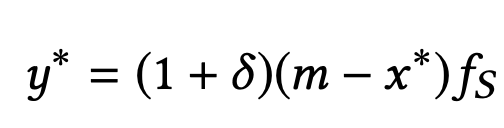 y* = (1 + δ)(m − x*)f_S